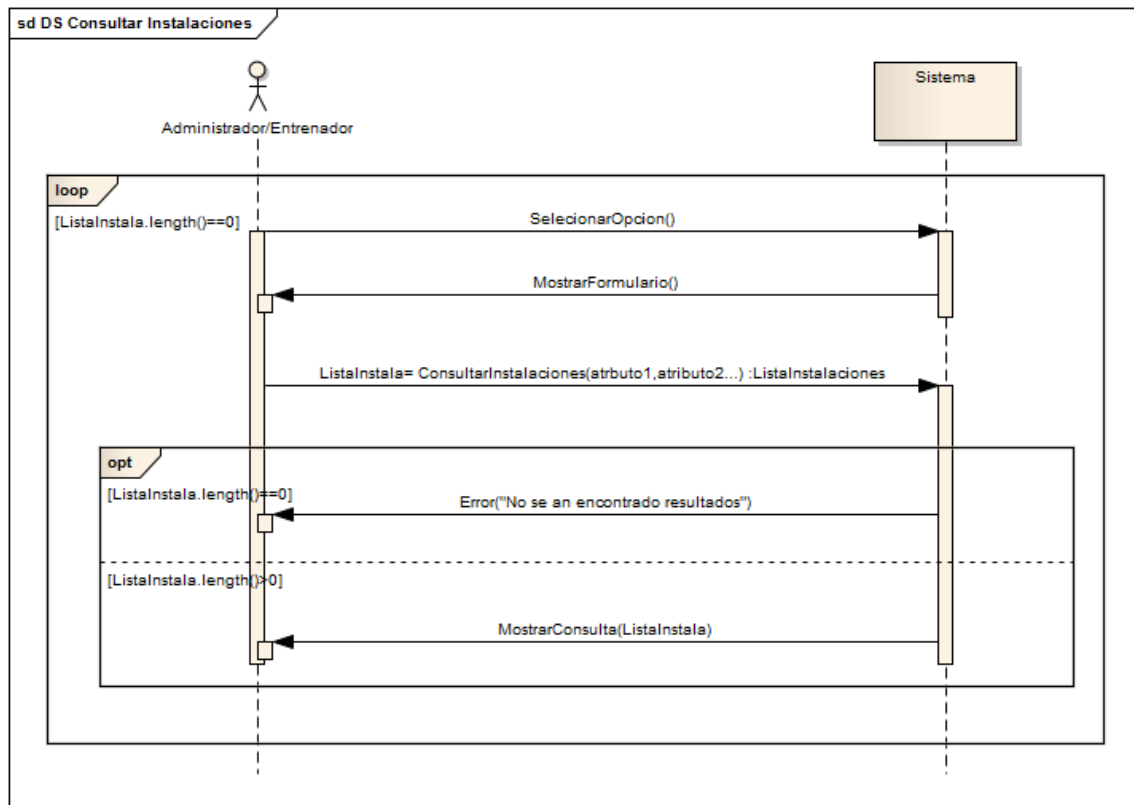 sd DS Consultar Instalaciones
Administrador/Entrenador
Sistema
loop
[ListaInstala.length()==0]
SelecionarOpcion()
MostrarFormulario()
ListaInstala= ConsultarInstalaciones(atrbuto1,atributo2...) :ListaInstalaciones
opt
[ListaInstala.length()==0]
Error("No se an encontrado resultados")
[ListaInstala.length()>0]
MostrarConsulta(ListaInstala)